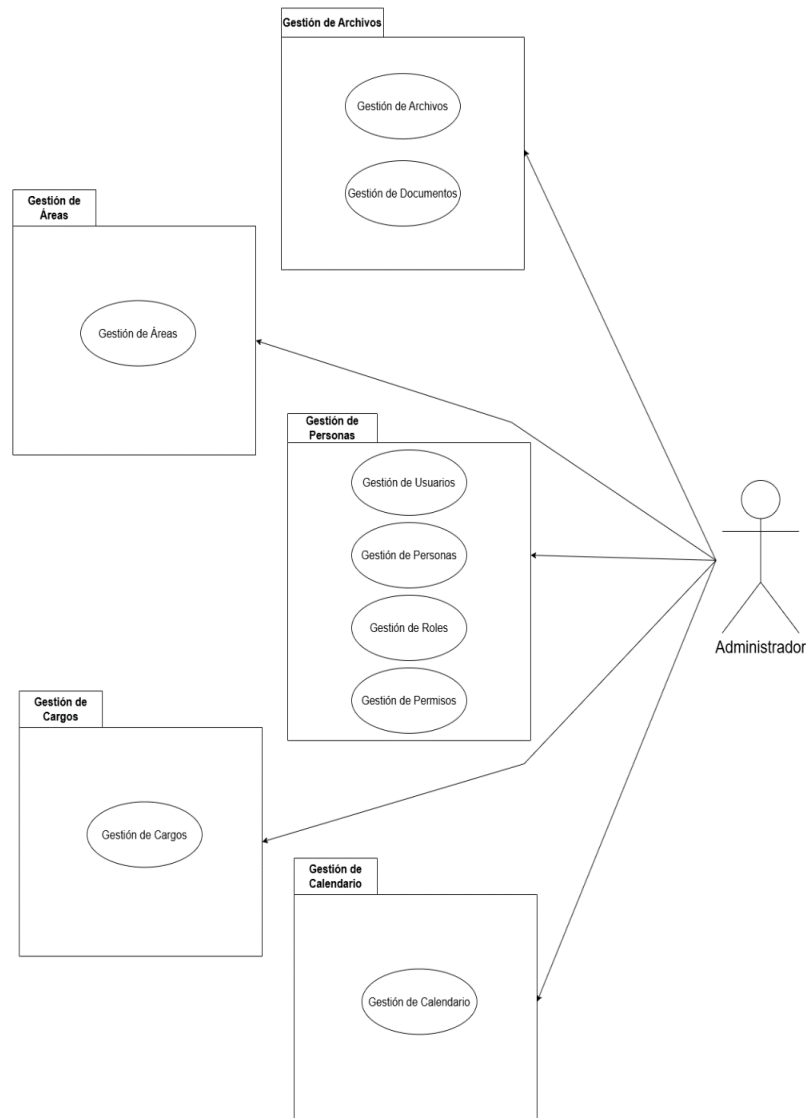 Gestión de Archivos
Gestión de Archivos
Gestión de Documentos
Gestión de
Áreas
Gestión de Áreas
Gestión de
Personas
Gestión de Usuarios
Gestión de Personas
Gestión de Roles
Gestión de Permisos
Administrador
Gestión de
Cargos
Gestión de Cargos
Gestión de
Calendario
Gestión de Calendario